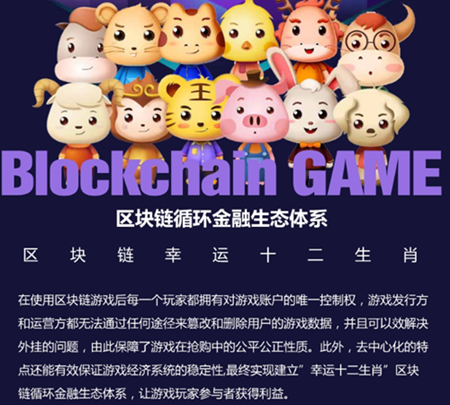 王
Blockchain GAME
区块链循环金融生态体系
区块链幸运十二生肖
在使用区块链游戏后每一个玩家都拥有对游戏账户的唯一控制权，游戏发行方
和运营方都无法通过任何途径来篡改和删除用户的游戏数据，并且可以效解决
外挂的问题，由此保障了游戏在抢购中的公平公正性质。此外，去中心化的特
点还能有效保证游戏经济系统的稳定性,最终实现建立"幸运十二生肖"区块
链循环金融生态体系，让游戏玩家参与者获得利益。